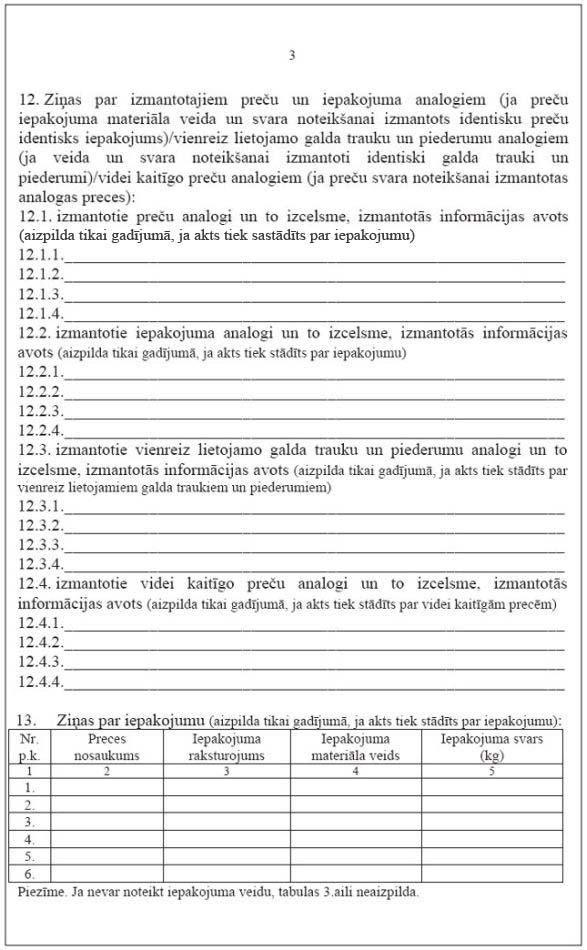 3
12. Ziņas par izmantotajiem preču un iepakojuma analogiem (ja preču
iepakojuma materiāla veida un svara noteikšanai izmantots identisku preču
identisks iepakojums)/vienreiz lietojamo galda trauku un piederumu analogiem
(ja veida un svara noteikšanai izmantoti identiski galda trauki un
piederumi)/videi kaitīgo preču analogiem (ja preču svara noteikšanai izmantotas
analogas preces):
12.1. izmantotie preču analogi un to izcelsme, izmantotās informācijas avots
(aizpilda tikai gadījumā, ja akts tiek sastādīts par iepakojumu)
12.1.1.
12.1.2.
12.1.3.
12.1.4.
12.2. izmantotie iepakojuma analogi un to izcelsme, izmantotās informācijas
avots (aizpilda tikai gadījumā, ja akts tiek stādīts par iepakojumu)
12.2.1.
12.2.2.
12.2.3.
12.2.4.
12.3. izmantotie vienreiz lietojamo galda trauku un piederumu analogi un to
izcelsme, izmantotās informācijas avots (aizpilda tikai gadījumā, ja akts tiek stādīts par
vienreiz lietojamiem galda traukiem un piederumiem)
12.3.1.
12.3.2.
12.3.3.
12.3.4.
12.4. izmantotie videi kaitīgo preču analogi un to izcelsme, izmantotās
informācijas avots (aizpilda tikai gadījumā, ja akts tiek stādīts par videi kaitīgām precēm)
12.4.1.
12.4.2.
12.4.3.
12.4.4.
13. Ziņas par iepakojumu (aizpilda tikai gadījumā, ja akts tiek stādīts par iepakojumu):
Nr. Preces Iepakojuma Iepakojuma Iepakojuma svars
p.k. nosaukums raksturojums materiāla veids (kg)
1 2 3 4 5
1.
2.
3.
4.
5.
6.
Piezīme. Ja nevar noteikt iepakojuma veidu, tabulas 3.aili neaizpilda.